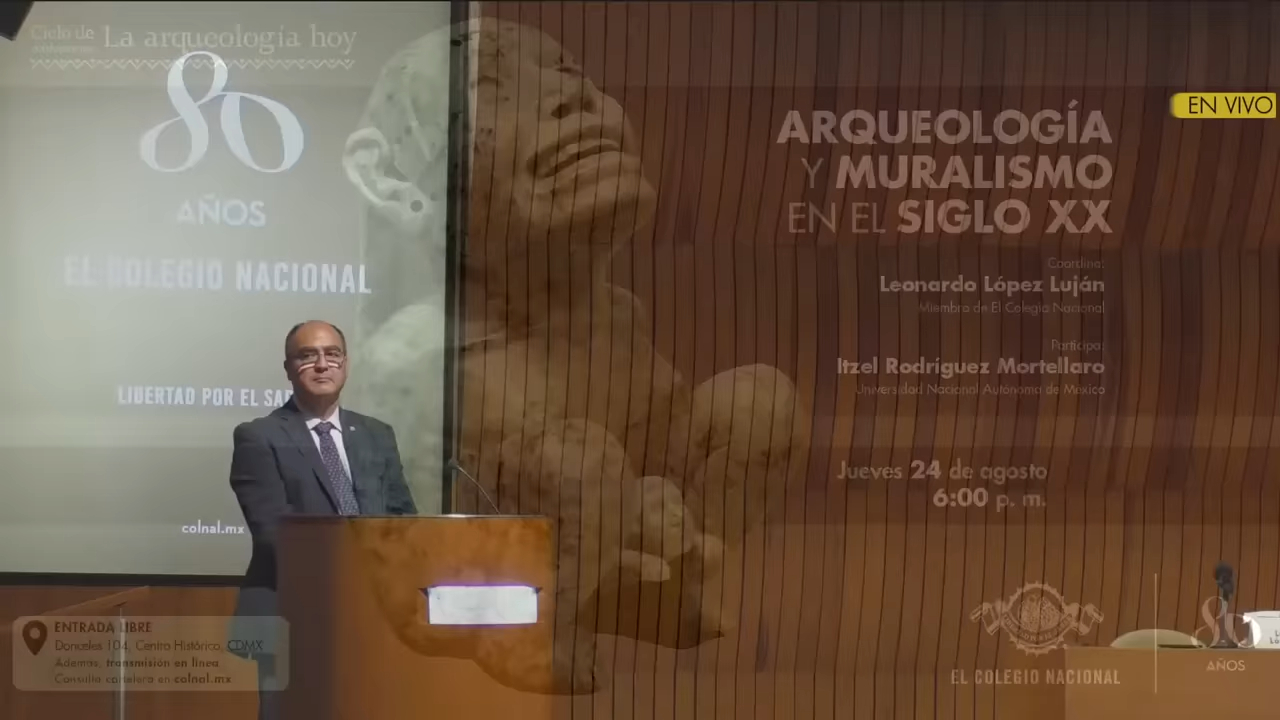 Ciclo de
La arqueología hoy
80
AÑOS
EL COLEGIO NACIONAL
LIBERTAD POR EL
colnal.mx
EN VIVO
ARQUEOLOGÍA
Y MURALISMO
EN EL SIGLO XX
Coordina:
Leonardo López Luján
Miembro de El Colegio Nacional
Participa:
Itzel Rodríguez Mortellaro
Universidad Nacional Autónoma de México
Jueves 24 de agosto
6:00 p. m.
ENTRADA LIBRE
Donceles 104, Centro Histórico, CDMX
Además, transmisión en línea
Consulta cartelera en colnal.mx
EL COLEGIO NACIONAL
80
AÑOS